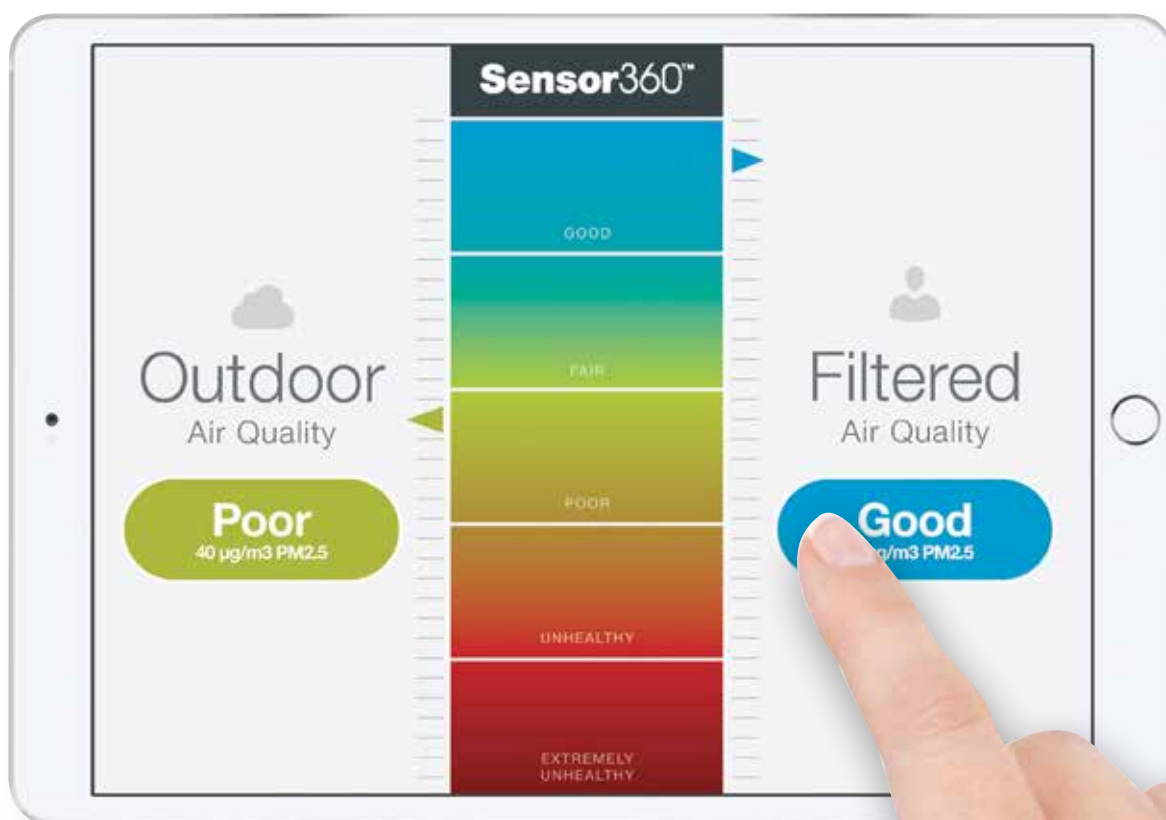 Sensor360™
GOOD
FAIR
POOR
UNHEALTHY
EXTREMELY
UNHEALTHY
Outdoor
Air Quality
Poor
40 µg/m3 PM2.5
Filtered
Air Quality
Good
PM2.5